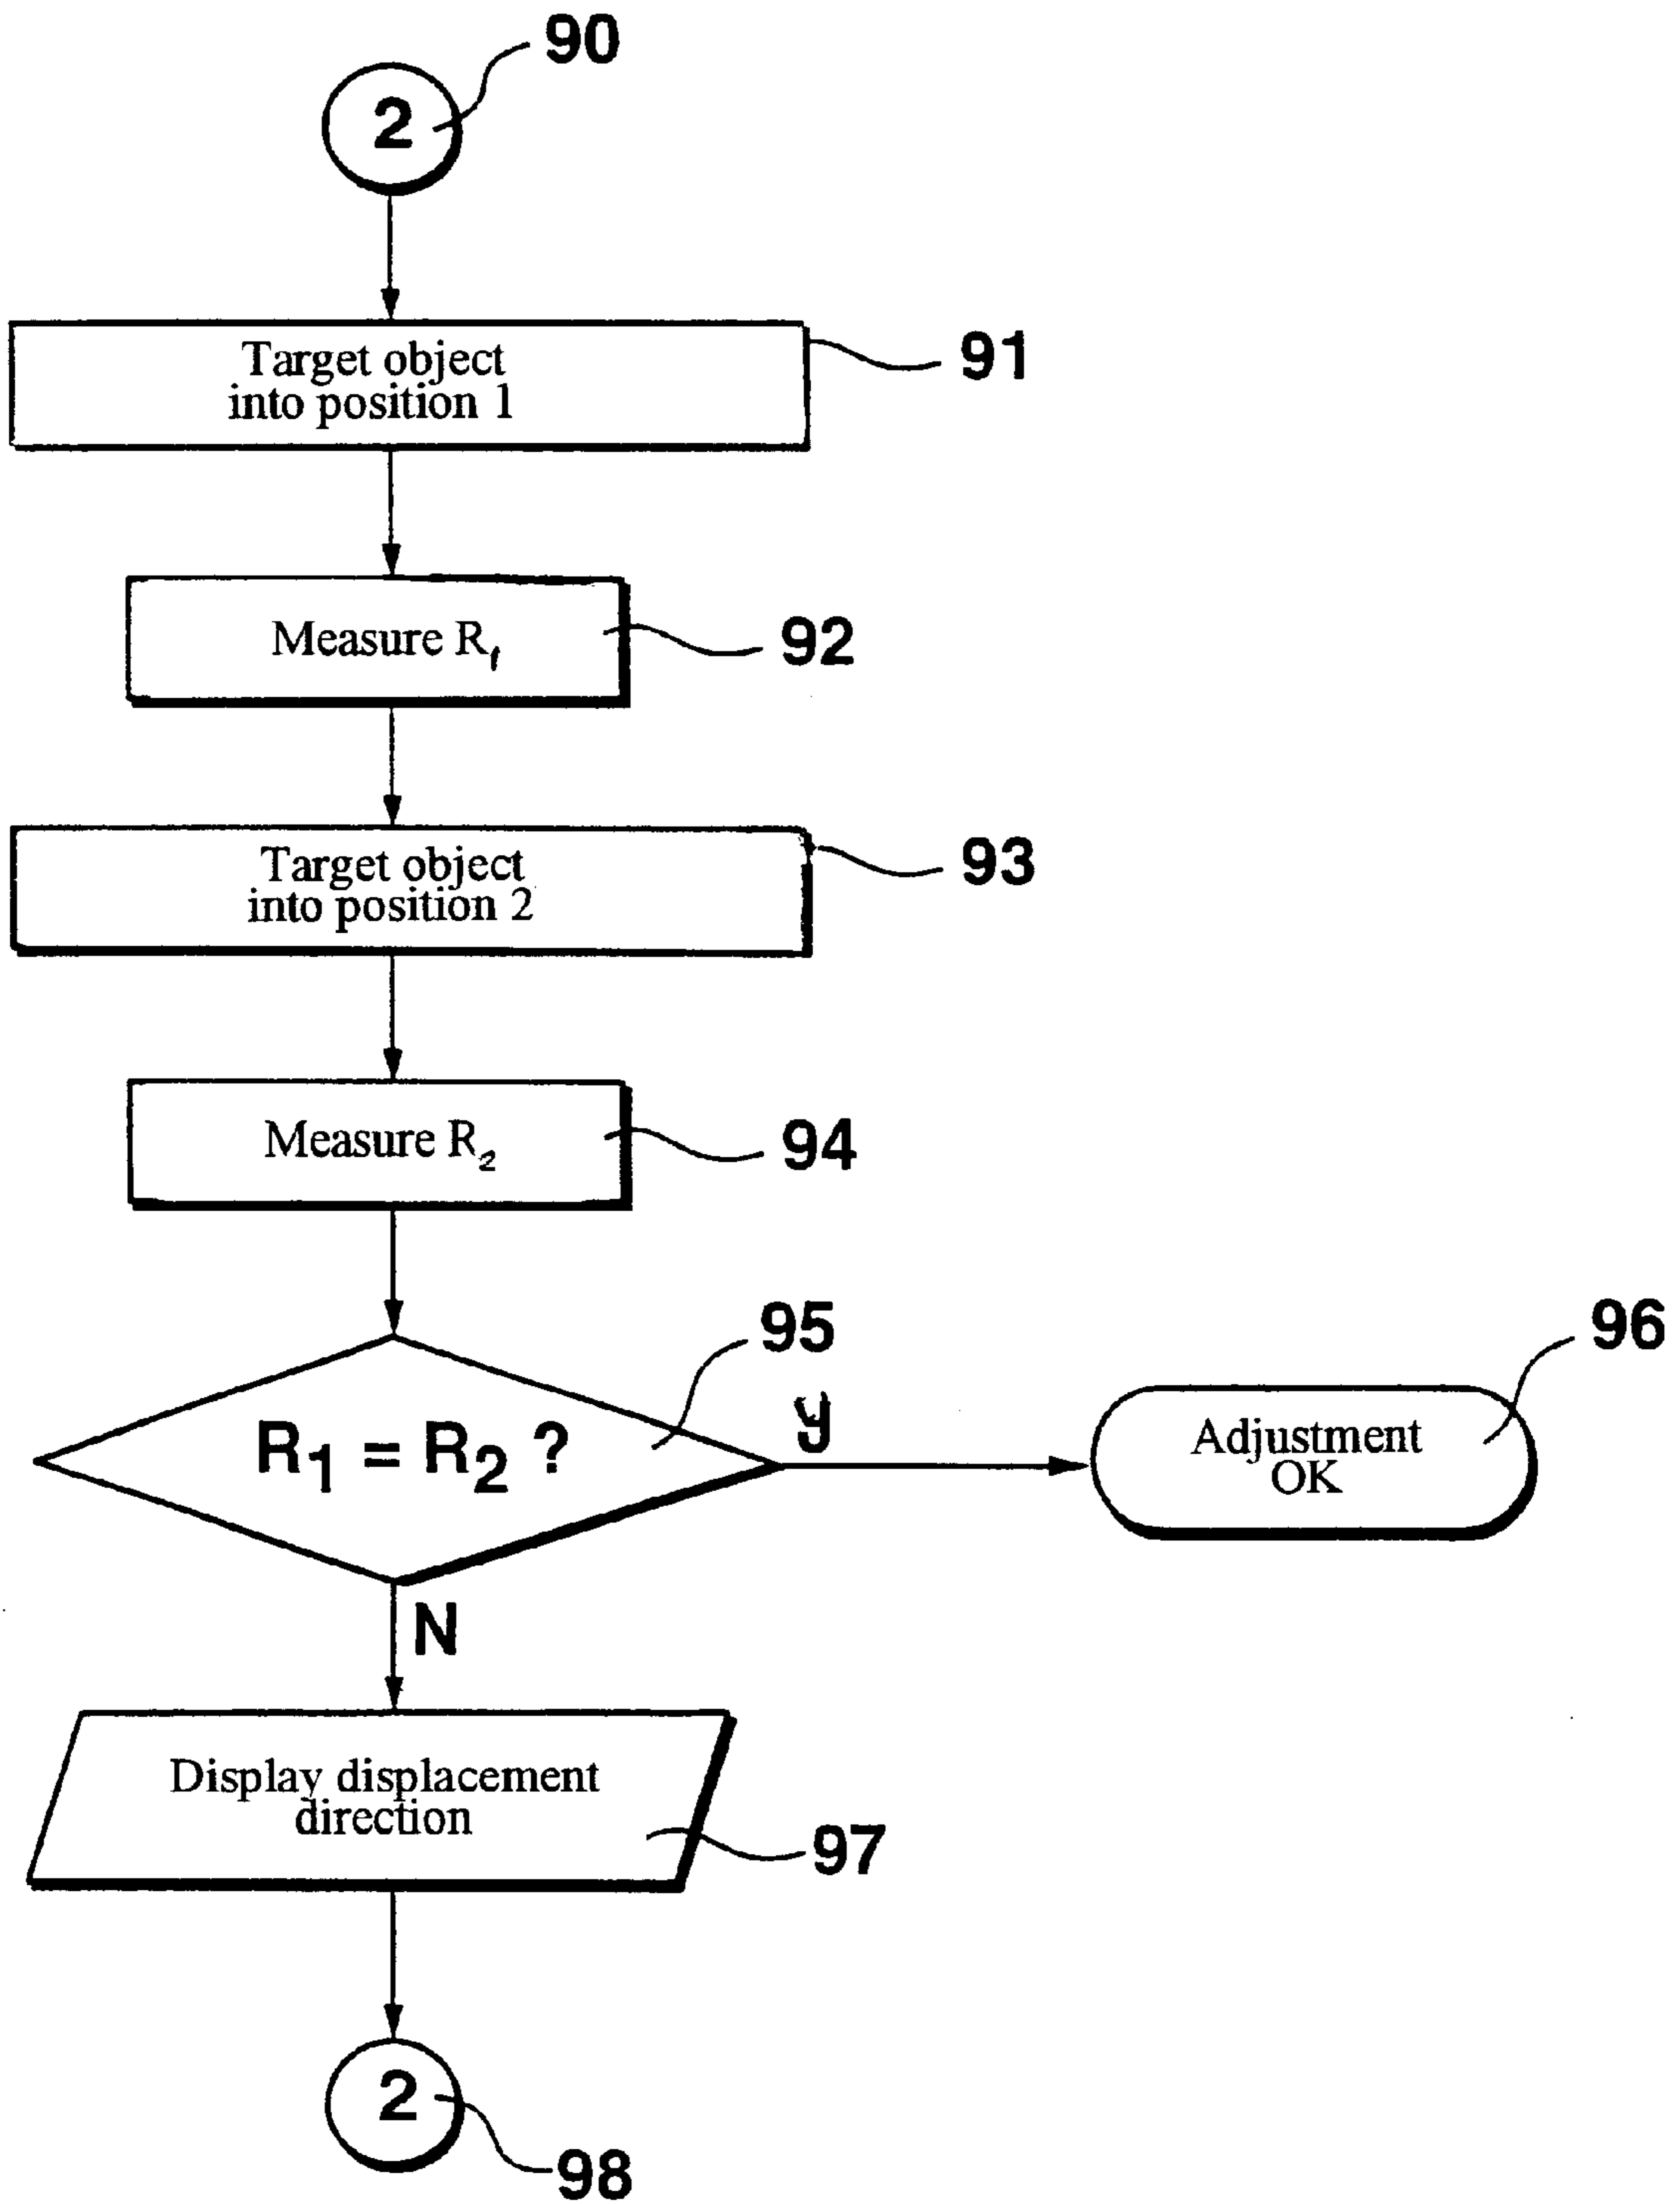 90
2
Target object
into position 1
91
Measure R₁
92
Target object
into position 2
93
Measure R₂
94
95
R₁ = R₂ ?
y
96
Adjustment
OK
N
Display displacement
direction
97
2
98